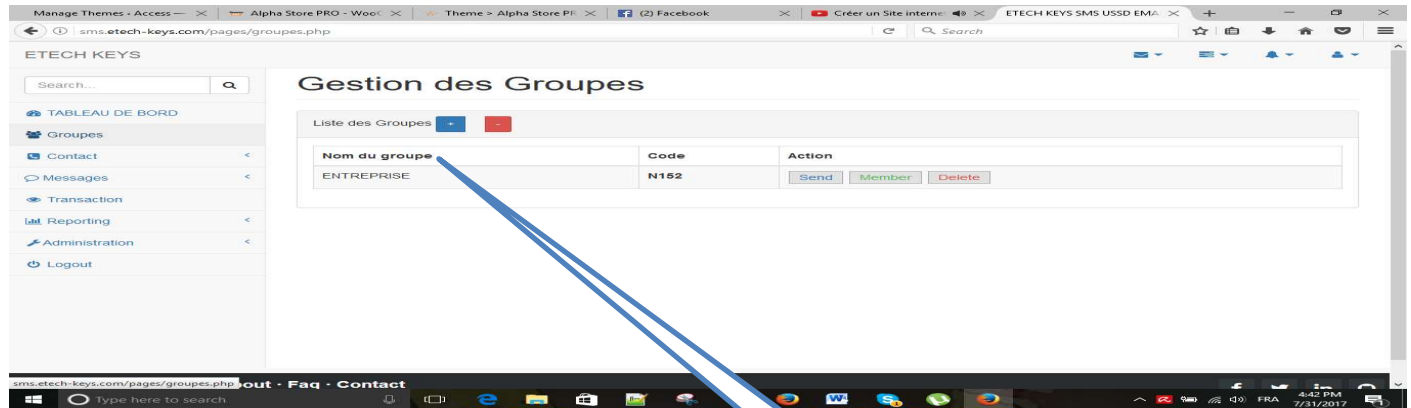 Manage Themes ‹ Access —
Alpha Store PRO - WooC
Theme > Alpha Store PR
(2) Facebook
Créer un Site interne
ETECH KEYS SMS USSD EMA
sms.etech-keys.com/pages/groupes.php
Search
ETECH KEYS
Search...
Gestion des Groupes
TABLEAU DE BORD
Groupes
Contact
Messages
Transaction
Reporting
Administration
Logout
Liste des Groupes + -
Nom du groupe Code Action
ENTREPRISE N152 Send Member Delete
sms.etech-keys.com/pages/groupes.php
out · Faq · Contact
Type here to search
FRA
4:42 PM
7/31/2017